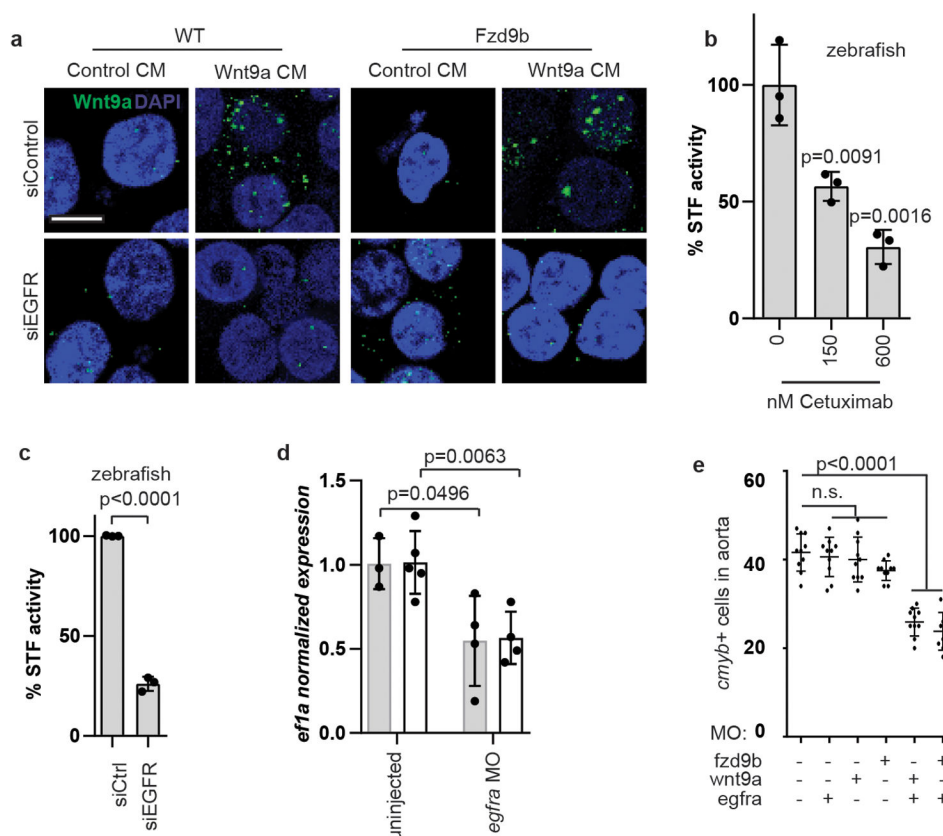 a
WT
Fzd9b
Control CM
Wnt9a CM
Control CM
Wnt9a CM
Wnt9a DAPI
siControl
siEGFR
b
zebrafish
% STF activity
100
50
0
p=0.0091
p=0.0016
0
150
600
nM Cetuximab
c
zebrafish
p<0.0001
% STF activity
100
50
0
siCtrl
siEGFR
d
p=0.0063
p=0.0496
ef1a normalized expression
1.5
1.0
0.5
0.0
uninjected
egfra MO
e
p<0.0001
n.s.
cmyb+ cells in aorta
60
40
20
0
MO:
fzd9b - - - + - +
wnt9a - - + - + -
egfra - + - - + +